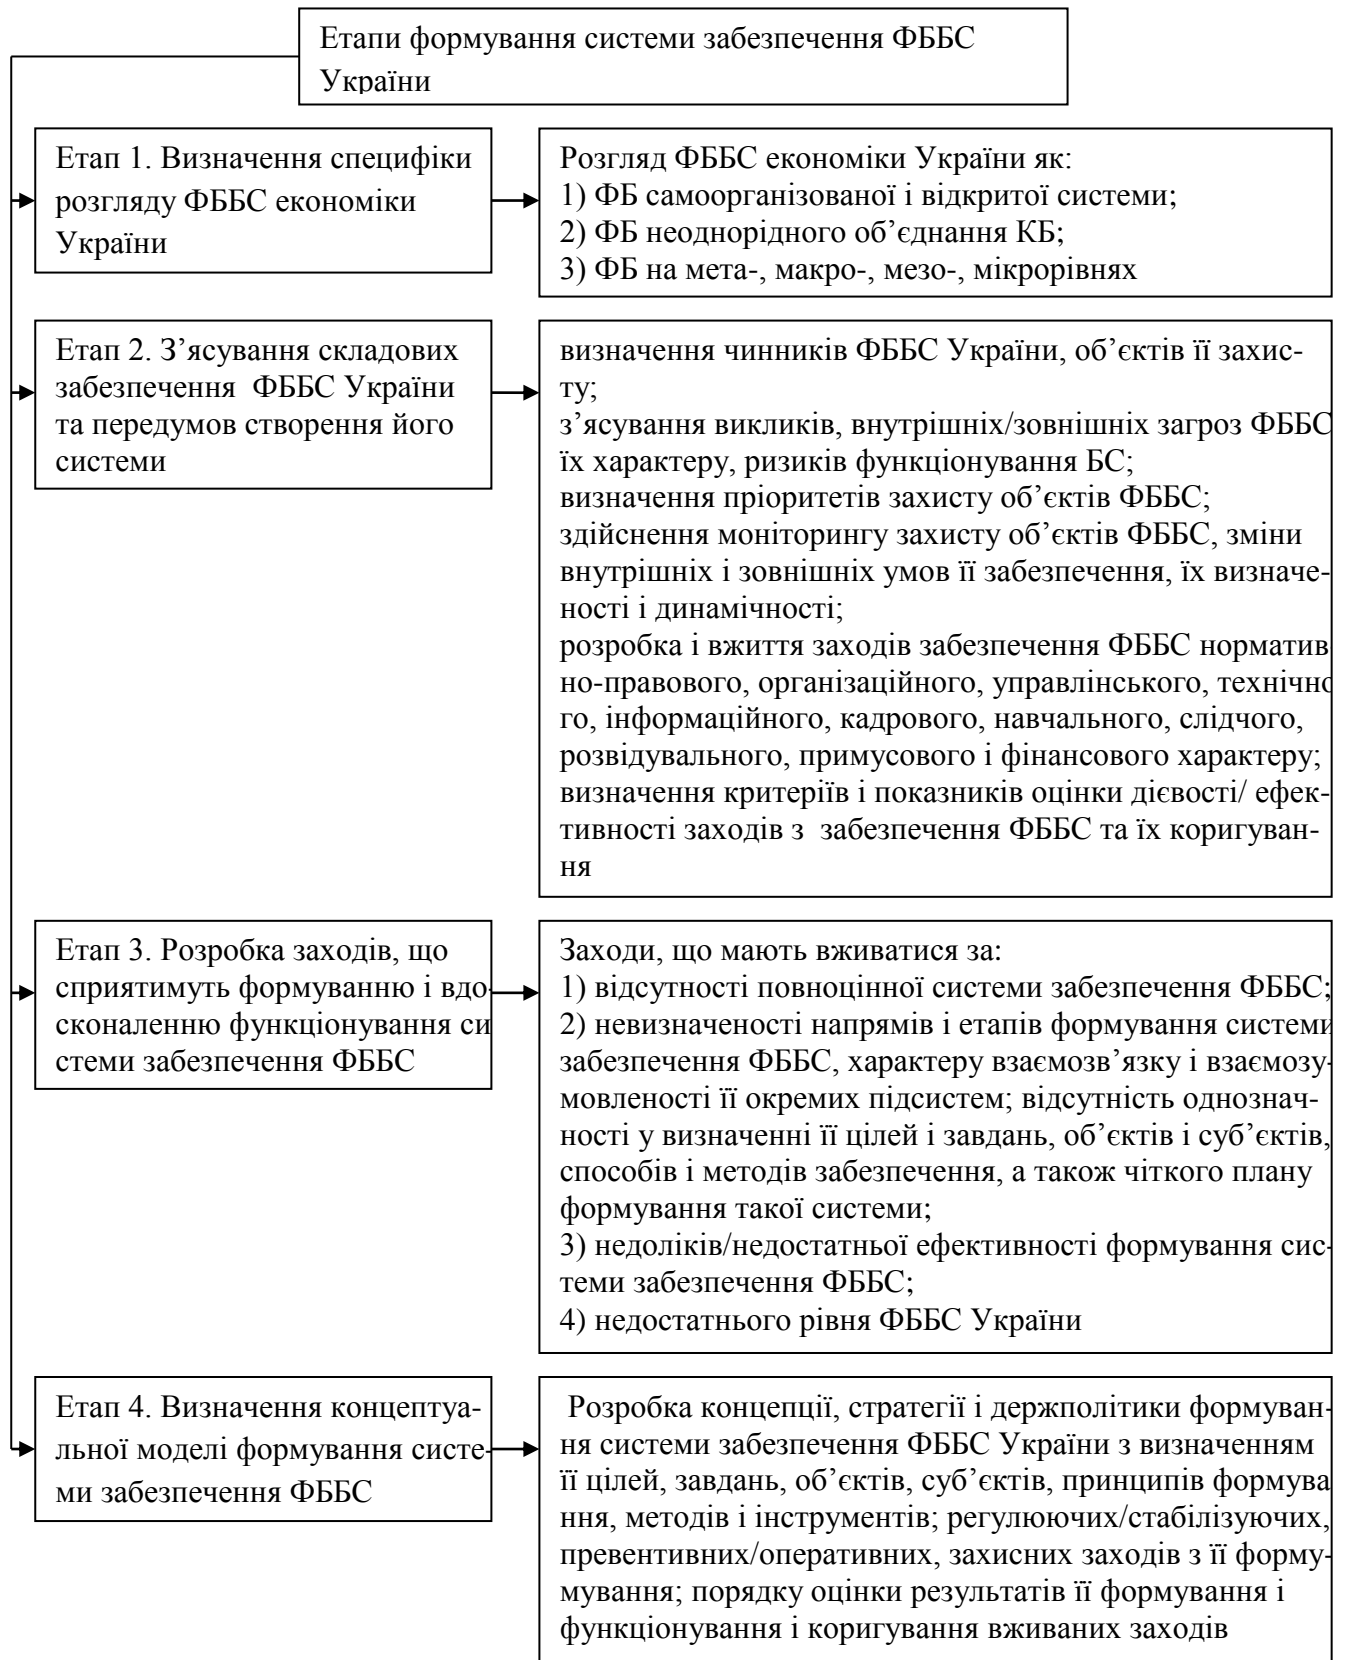 Етапи формування системи забезпечення ФББС
України
Етап 1. Визначення специфіки
розгляду ФББС економіки
України
Розгляд ФББС економіки України як:
1) ФБ самоорганізованої і відкритої системи;
2) ФБ неоднорідного об’єднання КБ;
3) ФБ на мета-, макро-, мезо-, мікрорівнях
Етап 2. З’ясування складових
забезпечення ФББС України
та передумов створення його
системи
визначення чинників ФББС України, об’єктів її захис-
ту;
з’ясування викликів, внутрішніх/зовнішніх загроз ФББС
їх характеру, ризиків функціонування БС;
визначення пріоритетів захисту об’єктів ФББС;
здійснення моніторингу захисту об’єктів ФББС, зміни
внутрішніх і зовнішніх умов її забезпечення, їх визначе-
ності і динамічності;
розробка і вжиття заходів забезпечення ФББС норматив
но-правового, організаційного, управлінського, технічно
го, інформаційного, кадрового, навчального, слідчого,
розвідувального, примусового і фінансового характеру;
визначення критеріїв і показників оцінки дієвості/ ефек-
тивності заходів з забезпечення ФББС та їх коригуван-
ня
Етап 3. Розробка заходів, що
сприятимуть формуванню і вдо-
сконаленню функціонування си
стеми забезпечення ФББС
Заходи, що мають вживатися за:
1) відсутності повноцінної системи забезпечення ФББС;
2) невизначеності напрямів і етапів формування системи
забезпечення ФББС, характеру взаємозв’язку і взаємозу-
мовленості її окремих підсистем; відсутність однознач-
ності у визначенні її цілей і завдань, об’єктів і суб’єктів,
способів і методів забезпечення, а також чіткого плану
формування такої системи;
3) недоліків/недостатньої ефективності формування сис-
теми забезпечення ФББС;
4) недостатнього рівня ФББС України
Етап 4. Визначення концептуа-
льної моделі формування систе-
ми забезпечення ФББС
Розробка концепції, стратегії і держполітики формуван-
ня системи забезпечення ФББС України з визначенням
її цілей, завдань, об’єктів, суб’єктів, принципів формува
ння, методів і інструментів; регулюючих/стабілізуючих,
превентивних/оперативних, захисних заходів з її форму-
мування; порядку оцінки результатів її формування і
функціонування і коригування вживаних заходів